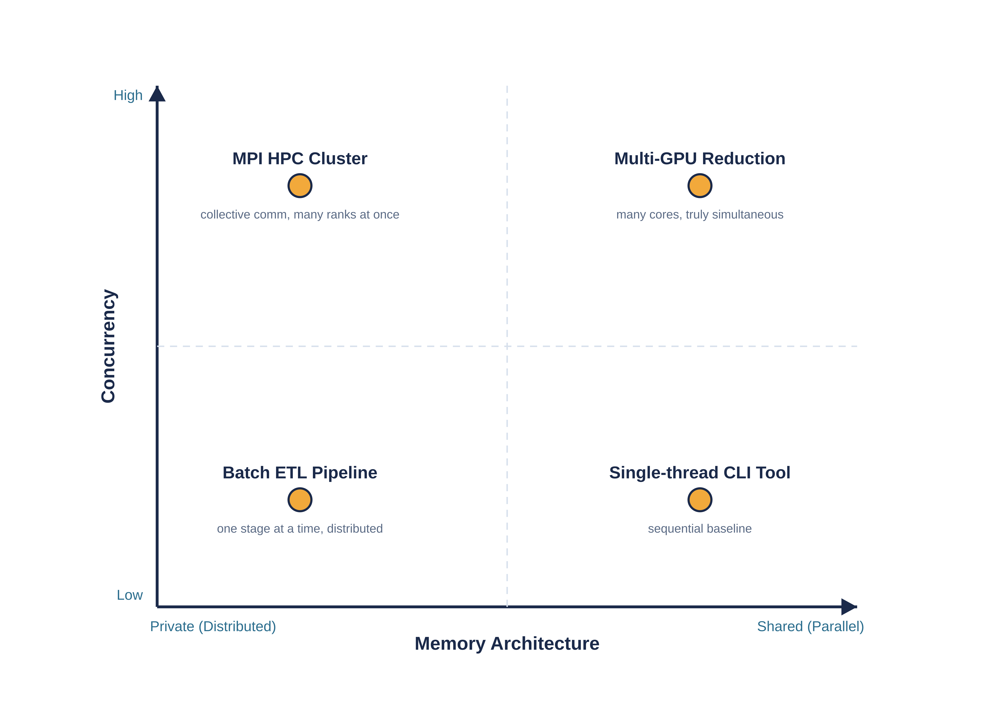 High
MPI HPC Cluster
collective comm, many ranks at once
Multi-GPU Reduction
many cores, truly simultaneous
Concurrency
Batch ETL Pipeline
one stage at a time, distributed
Single-thread CLI Tool
sequential baseline
Low
Private (Distributed)
Shared (Parallel)
Memory Architecture